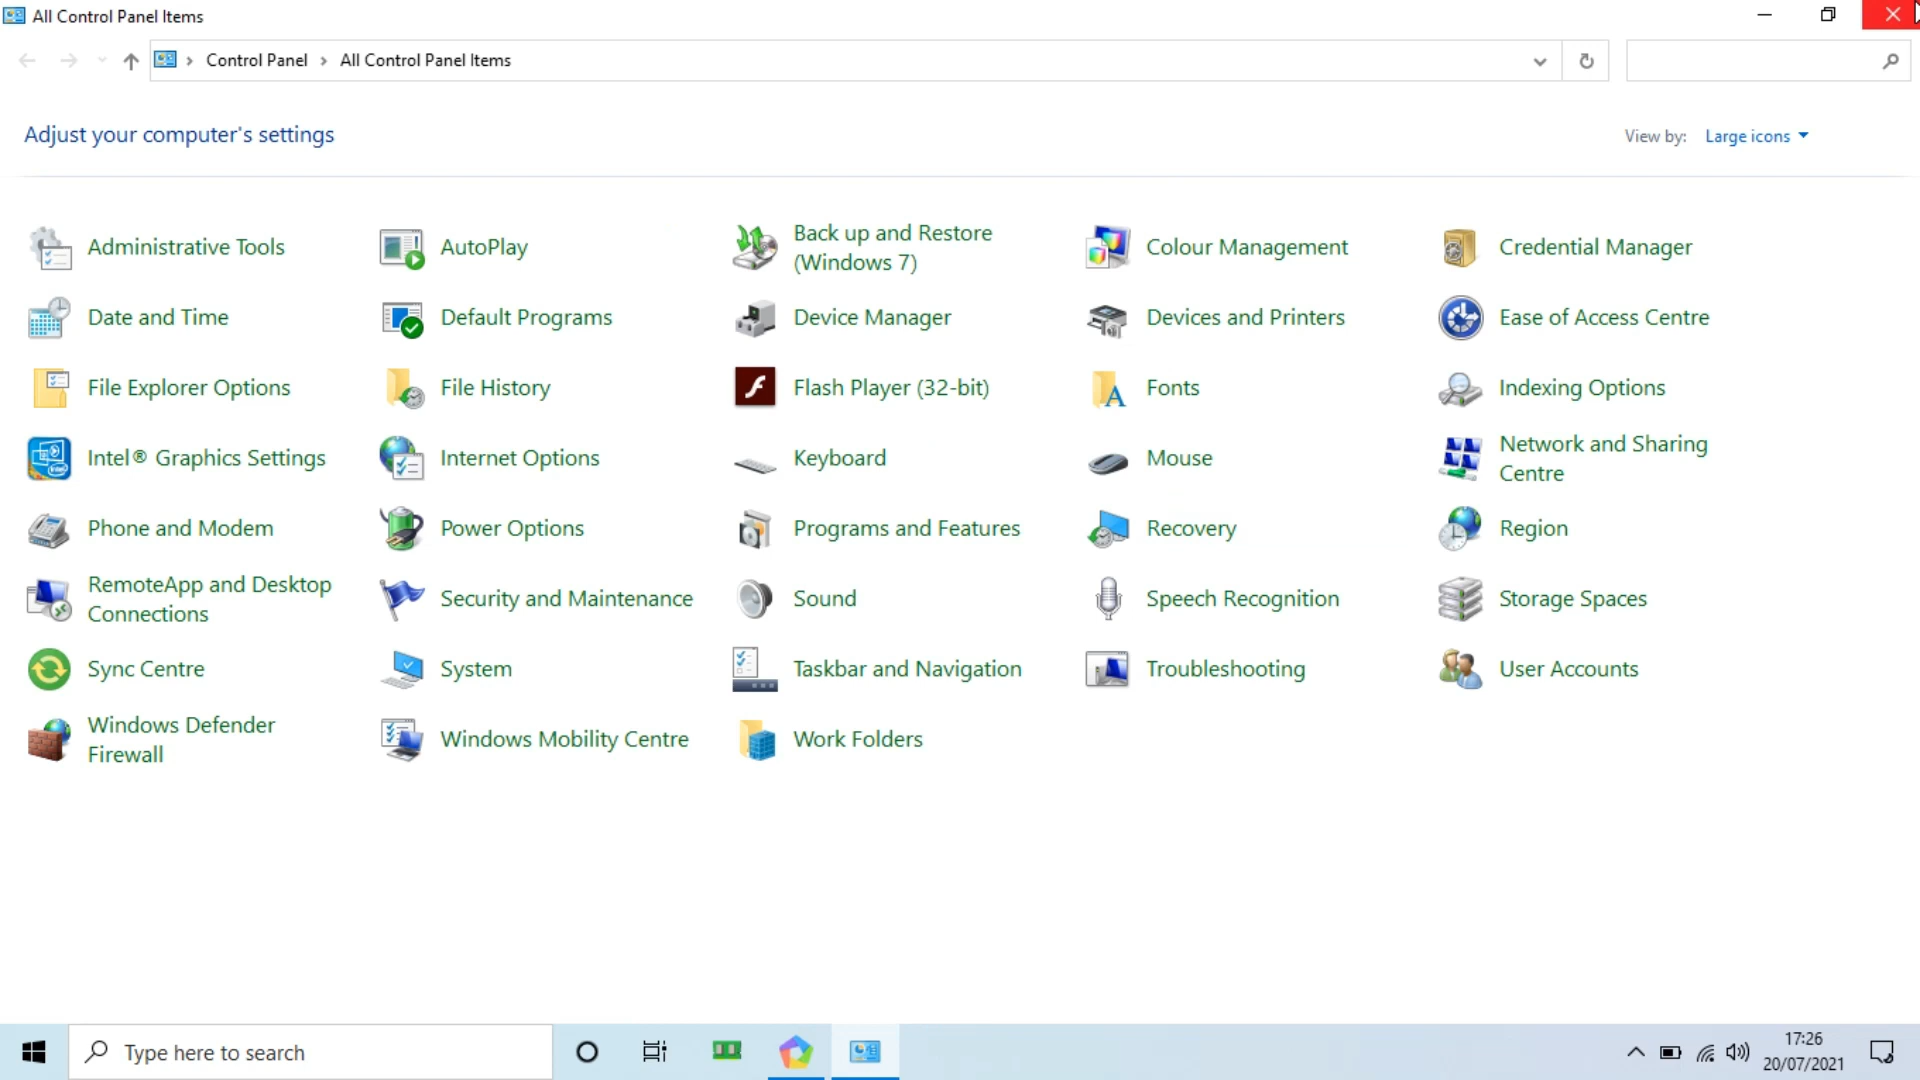 All Control Panel Items
Control Panel > All Control Panel Items
Adjust your computer's settings
View by: Large icons
Administrative Tools
AutoPlay
Back up and Restore
(Windows 7)
Colour Management
Credential Manager
Date and Time
Default Programs
Device Manager
Devices and Printers
Ease of Access Centre
File Explorer Options
File History
Flash Player (32-bit)
Fonts
Indexing Options
Intel® Graphics Settings
Internet Options
Keyboard
Mouse
Network and Sharing
Centre
Phone and Modem
Power Options
Programs and Features
Recovery
Region
RemoteApp and Desktop
Connections
Security and Maintenance
Sound
Speech Recognition
Storage Spaces
Sync Centre
System
Taskbar and Navigation
Troubleshooting
User Accounts
Windows Defender
Firewall
Windows Mobility Centre
Work Folders
Type here to search
17:26
20/07/2021